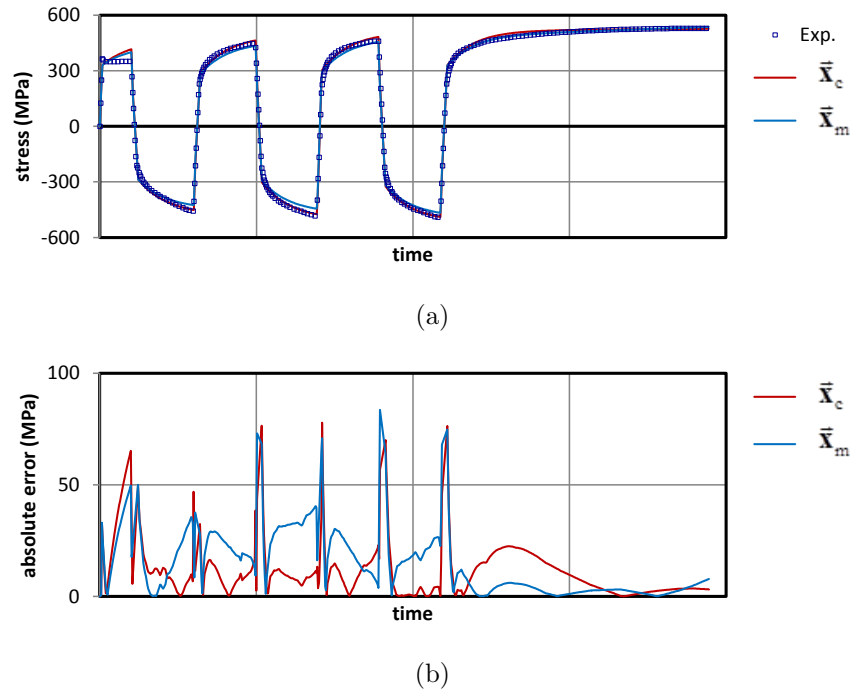 600
300
0
-300
-600
stress (MPa)
time
Exp.
x⃗c
x⃗m
(a)
100
50
0
absolute error (MPa)
time
x⃗c
x⃗m
(b)